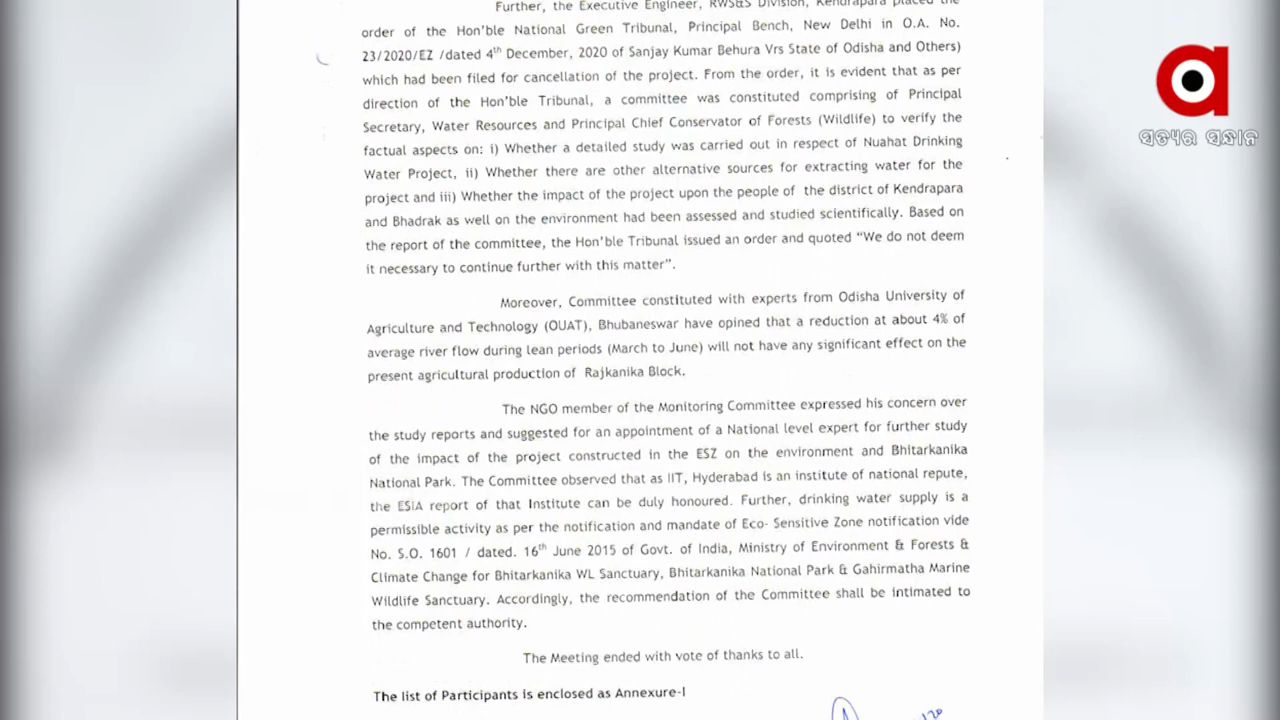 Further, the Executive Engineer, RWS&S Division, Kendrapara placed the
order of the Hon'ble National Green Tribunal, Principal Bench, New Delhi in O.A. No.
23/2020/EZ /dated 4th December, 2020 of Sanjay Kumar Behura Vrs State of Odisha and Others)
which had been filed for cancellation of the project. From the order, it is evident that as per
direction of the Hon'ble Tribunal, a committee was constituted comprising of Principal
Secretary, Water Resources and Principal Chief Conservator of Forests (Wildlife) to verify the
factual aspects on: i) Whether a detailed study was carried out in respect of Nuahat Drinking
Water Project, ii) Whether there are other alternative sources for extracting water for the
project and iii) Whether the impact of the project upon the people of the district of Kendrapara
and Bhadrak as well on the environment had been assessed and studied scientifically. Based on
the report of the committee, the Hon'ble Tribunal issued an order and quoted “We do not deem
it necessary to continue further with this matter”.
Moreover, Committee constituted with experts from Odisha University of
Agriculture and Technology (OUAT), Bhubaneswar have opined that a reduction at about 4% of
average river flow during lean periods (March to June) will not have any significant effect on the
present agricultural production of Rajkanika Block.
The NGO member of the Monitoring Committee expressed his concern over
the study reports and suggested for an appointment of a National level expert for further study
of the impact of the project constructed in the ESZ on the environment and Bhitarkanika
National Park. The Committee observed that as IIT, Hyderabad is an institute of national repute,
the ESIA report of that Institute can be duly honoured. Further, drinking water supply is a
permissible activity as per the notification and mandate of Eco- Sensitive Zone notification vide
No. S.O. 1601 / dated. 16th June 2015 of Govt. of India, Ministry of Environment & Forests &
Climate Change for Bhitarkanika WL Sanctuary, Bhitarkanika National Park & Gahirmatha Marine
Wildlife Sanctuary. Accordingly, the recommendation of the Committee shall be intimated to
the competent authority.
The Meeting ended with vote of thanks to all.
The list of Participants is enclosed as Annexure-I
ସତ୍ୟର ସନ୍ଧାନ